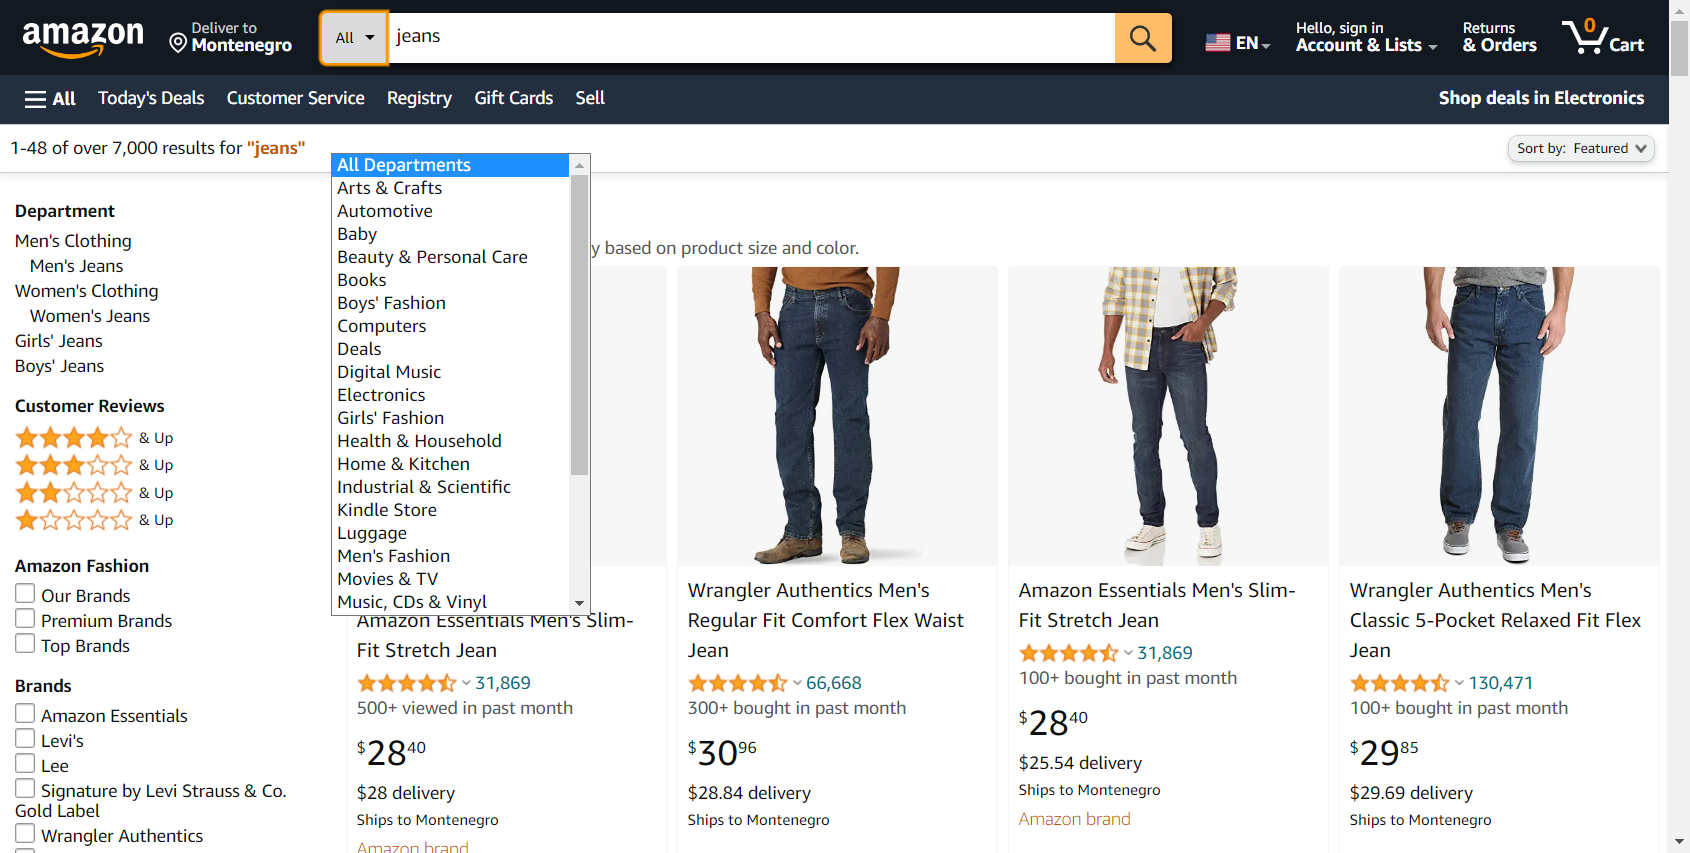 amazon
Deliver to
Montenegro
All
jeans
EN
Hello, sign in
Account & Lists
Returns
& Orders
0
Cart
All
Today's Deals
Customer Service
Registry
Gift Cards
Sell
Shop deals in Electronics
1-48 of over 7,000 results for "jeans"
Sort by: Featured
All Departments
Arts & Crafts
Automotive
Baby
Beauty & Personal Care
Books
Boys' Fashion
Computers
Deals
Digital Music
Electronics
Girls' Fashion
Health & Household
Home & Kitchen
Industrial & Scientific
Kindle Store
Luggage
Men's Fashion
Movies & TV
Music, CDs & Vinyl
Department
Men's Clothing
Men's Jeans
Women's Clothing
Women's Jeans
Girls' Jeans
Boys' Jeans
Customer Reviews
& Up
& Up
& Up
& Up
Amazon Fashion
Our Brands
Premium Brands
Top Brands
Brands
Amazon Essentials
Levi's
Lee
Signature by Levi Strauss & Co.
Gold Label
Wrangler Authentics
y based on product size and color.
Amazon Essentials Men's Slim-
Fit Stretch Jean
31,869
500+ viewed in past month
$28.40
$28 delivery
Ships to Montenegro
Amazon brand
Wrangler Authentics Men's
Regular Fit Comfort Flex Waist
Jean
66,668
300+ bought in past month
$30.96
$28.84 delivery
Ships to Montenegro
Amazon Essentials Men's Slim-
Fit Stretch Jean
31,869
100+ bought in past month
$28.40
$25.54 delivery
Ships to Montenegro
Amazon brand
Wrangler Authentics Men's
Classic 5-Pocket Relaxed Fit Flex
Jean
130,471
100+ bought in past month
$29.85
$29.69 delivery
Ships to Montenegro